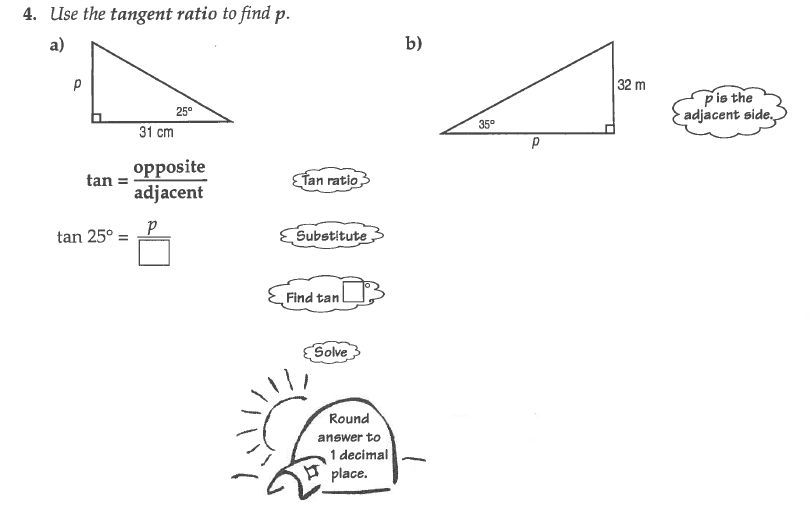 4. Use the tangent ratio to find p.
a)
p
25°
31 cm
tan = opposite
adjacent
Tan ratio
tan 25° = p
Substitute
Find tan °
Solve
Round
answer to
1 decimal
place.
b)
32 m
35°
p
p is the
adjacent side.